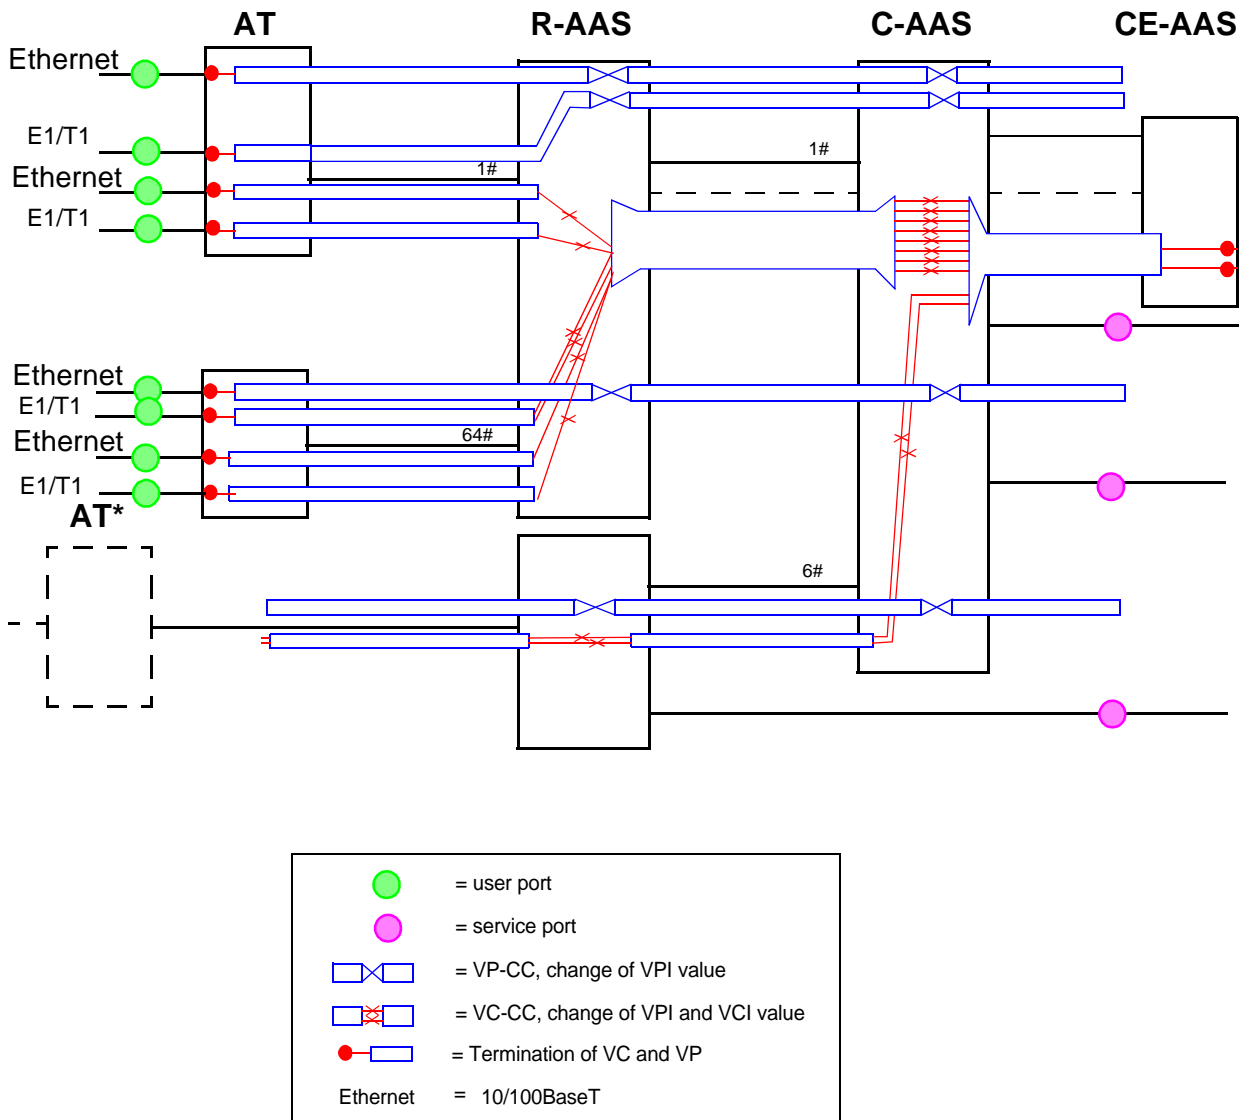 AT R-AAS C-AAS CE-AAS
Ethernet
E1/T1
1#
1#
Ethernet
E1/T1
Ethernet
E1/T1
64#
Ethernet
E1/T1
AT*
6#
= user port
= service port
= VP-CC, change of VPI value
= VC-CC, change of VPI and VCI value
= Termination of VC and VP
Ethernet = 10/100BaseT